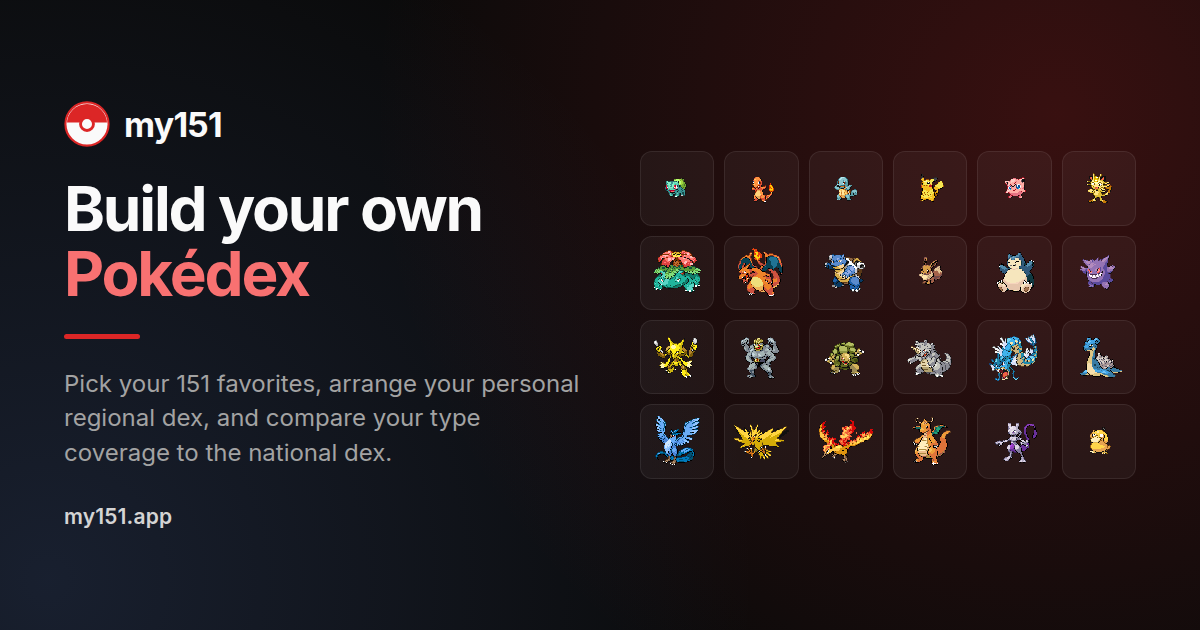 my151
Build your own
Pokédex
Pick your 151 favorites, arrange your personal
regional dex, and compare your type
coverage to the national dex.
my151.app